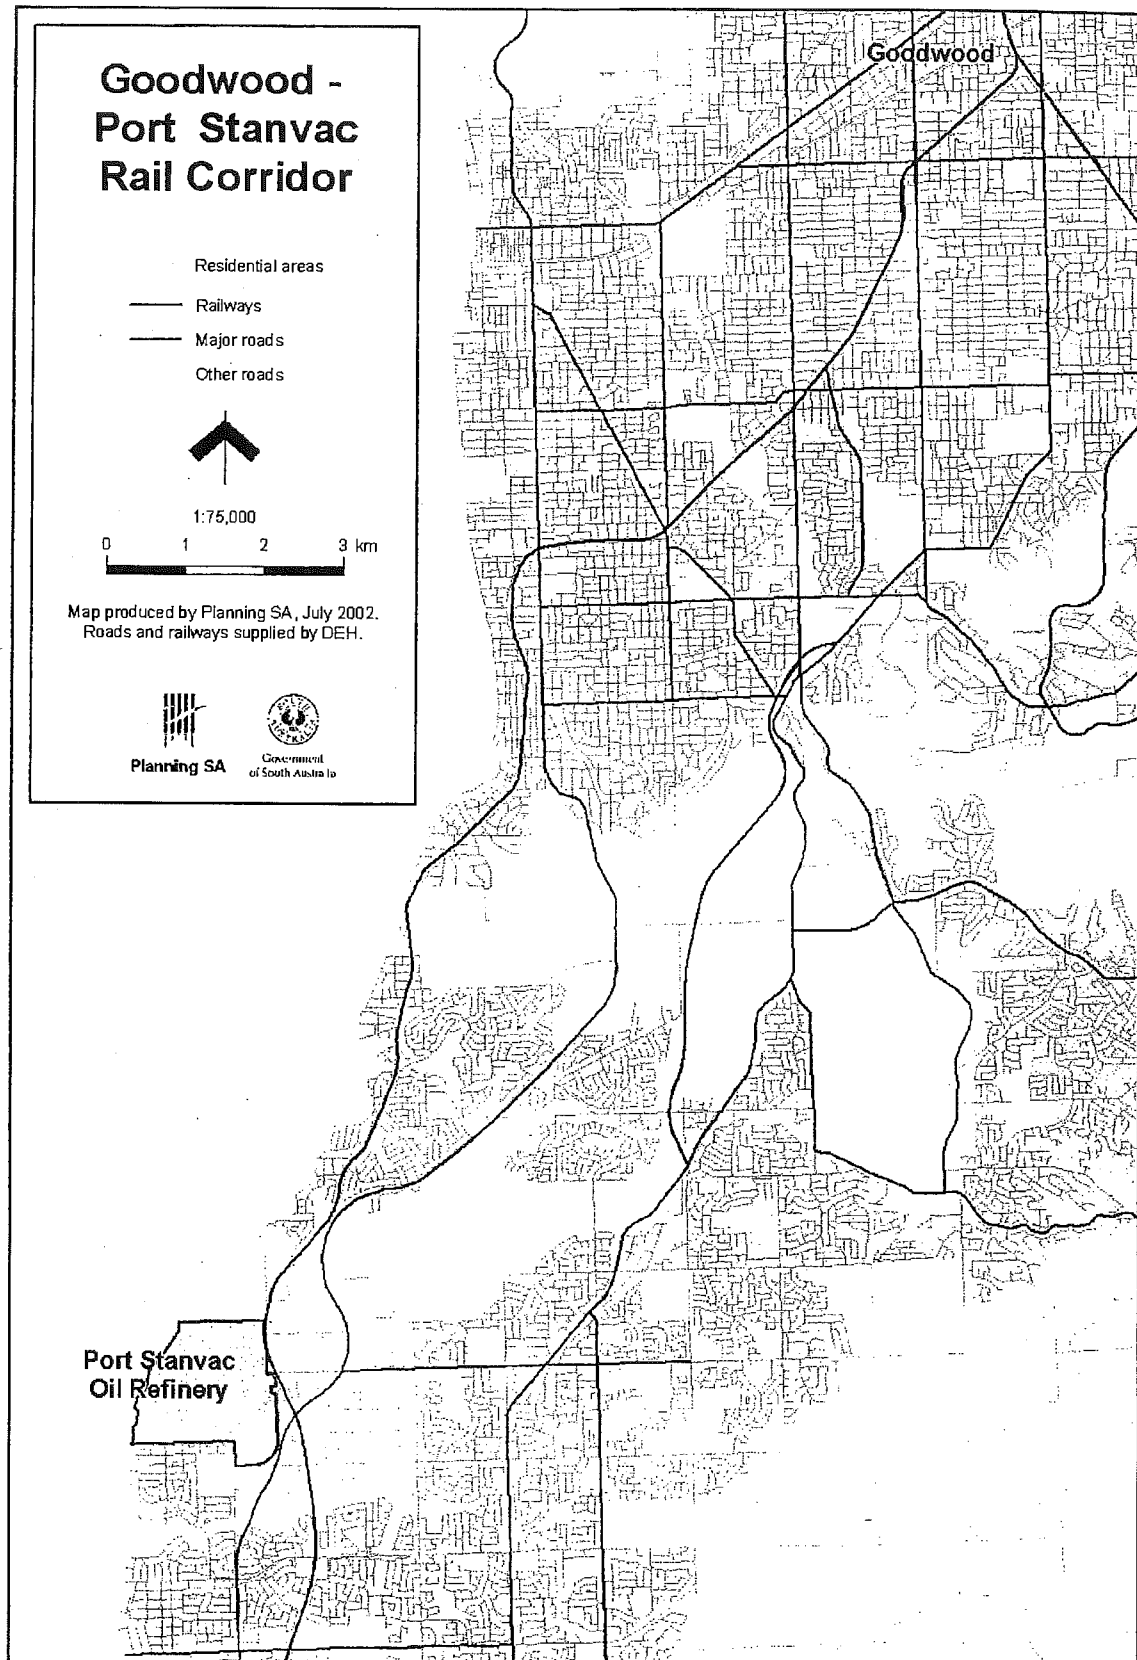 Goodwood -
Port Stanvac
Rail Corridor
Residential areas
Railways
Major roads
Other roads
1:75,000
0 1 2 3 km
Map produced by Planning SA, July 2002.
Roads and railways supplied by DEH.
Planning SA
Government
of South Australia
Goodwood
Port Stanvac
Oil Refinery